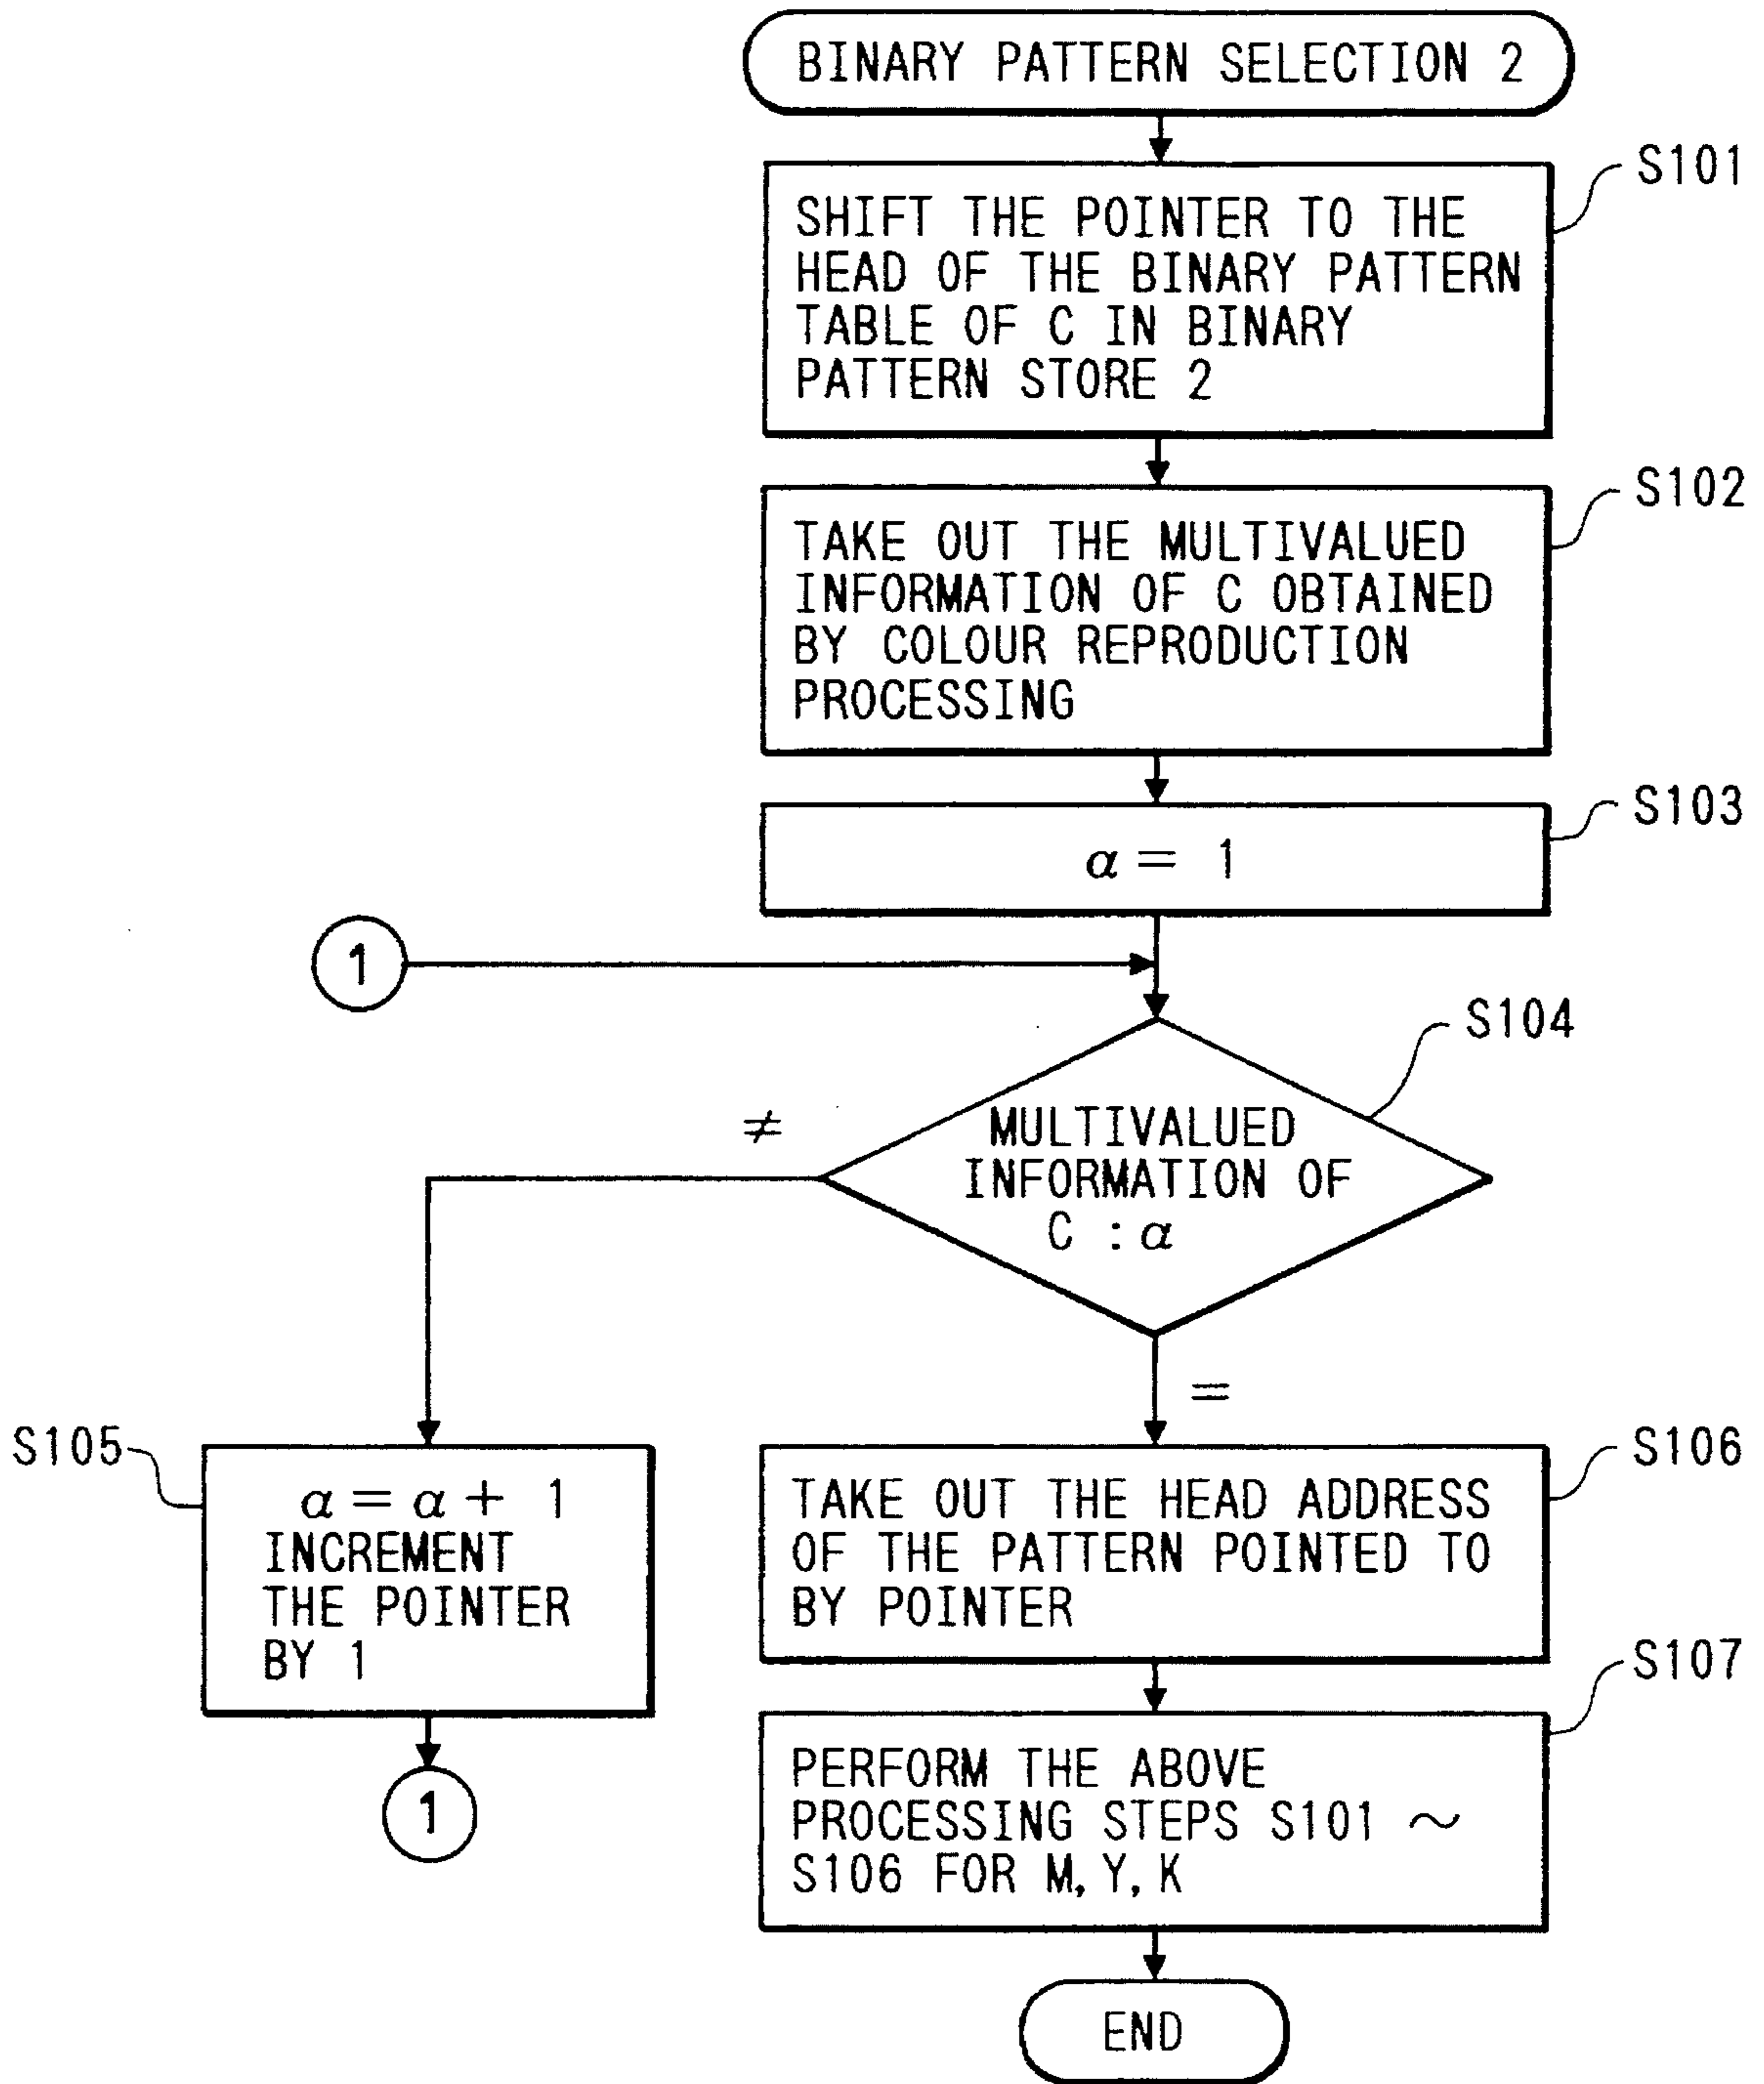 BINARY PATTERN SELECTION 2
S101
SHIFT THE POINTER TO THE
HEAD OF THE BINARY PATTERN
TABLE OF C IN BINARY
PATTERN STORE 2
S102
TAKE OUT THE MULTIVALUED
INFORMATION OF C OBTAINED
BY COLOUR REPRODUCTION
PROCESSING
S103
α = 1
1
S104
≠
MULTIVALUED
INFORMATION OF
C : α
=
S105
α = α + 1
INCREMENT
THE POINTER
BY 1
1
S106
TAKE OUT THE HEAD ADDRESS
OF THE PATTERN POINTED TO
BY POINTER
S107
PERFORM THE ABOVE
PROCESSING STEPS S101 ~
S106 FOR M, Y, K
END